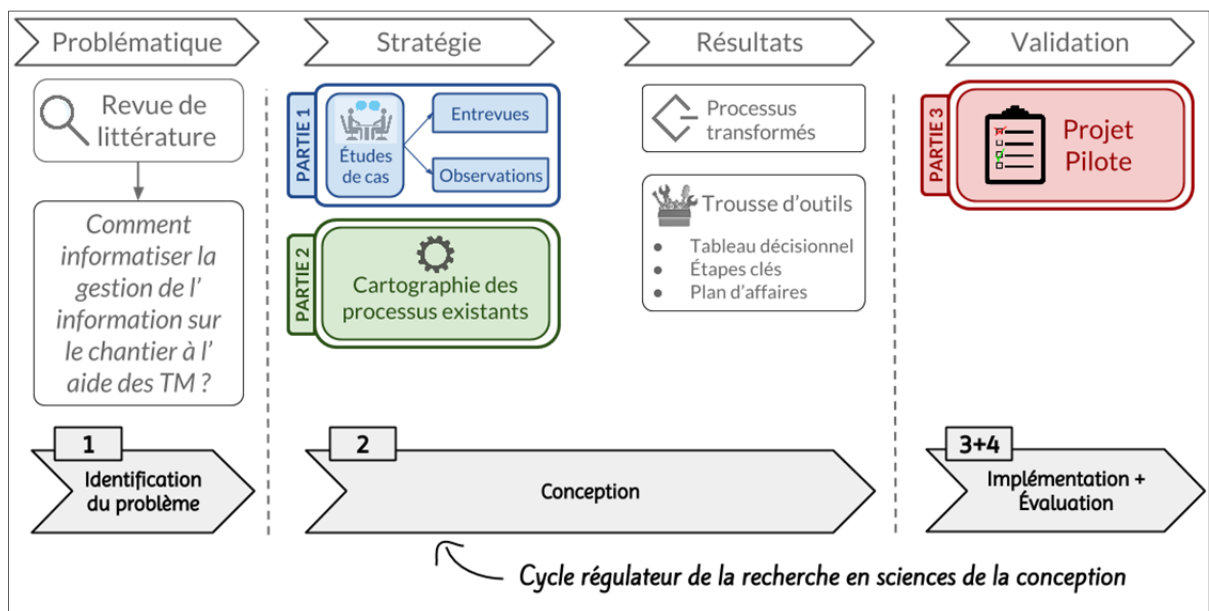 Problématique
Stratégie
Résultats
Validation
Revue de
littérature
Comment
informatiser la
gestion de l'
information sur
le chantier à l'
aide des TM ?
PARTIE 1
Études
de cas
Entrevues
Observations
PARTIE 2
Cartographie des
processus existants
Processus
transformés
Trousse d'outils
● Tableau décisionnel
● Étapes clés
● Plan d'affaires
PARTIE 3
Projet
Pilote
1
Identification
du problème
2
Conception
3+4
Implémentation +
Évaluation
Cycle régulateur de la recherche en sciences de la conception